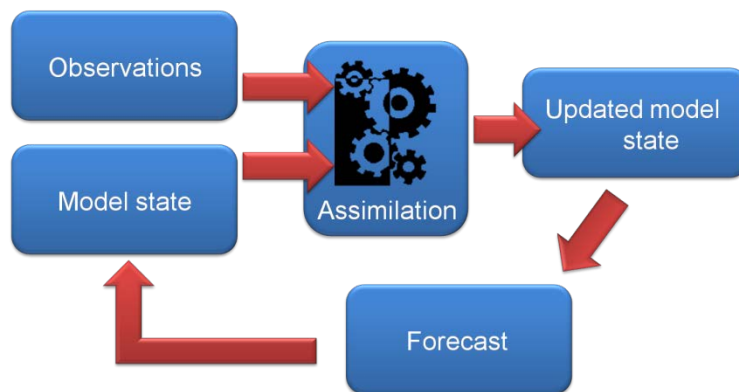 Observations
Model state
Assimilation
Updated model
state
Forecast